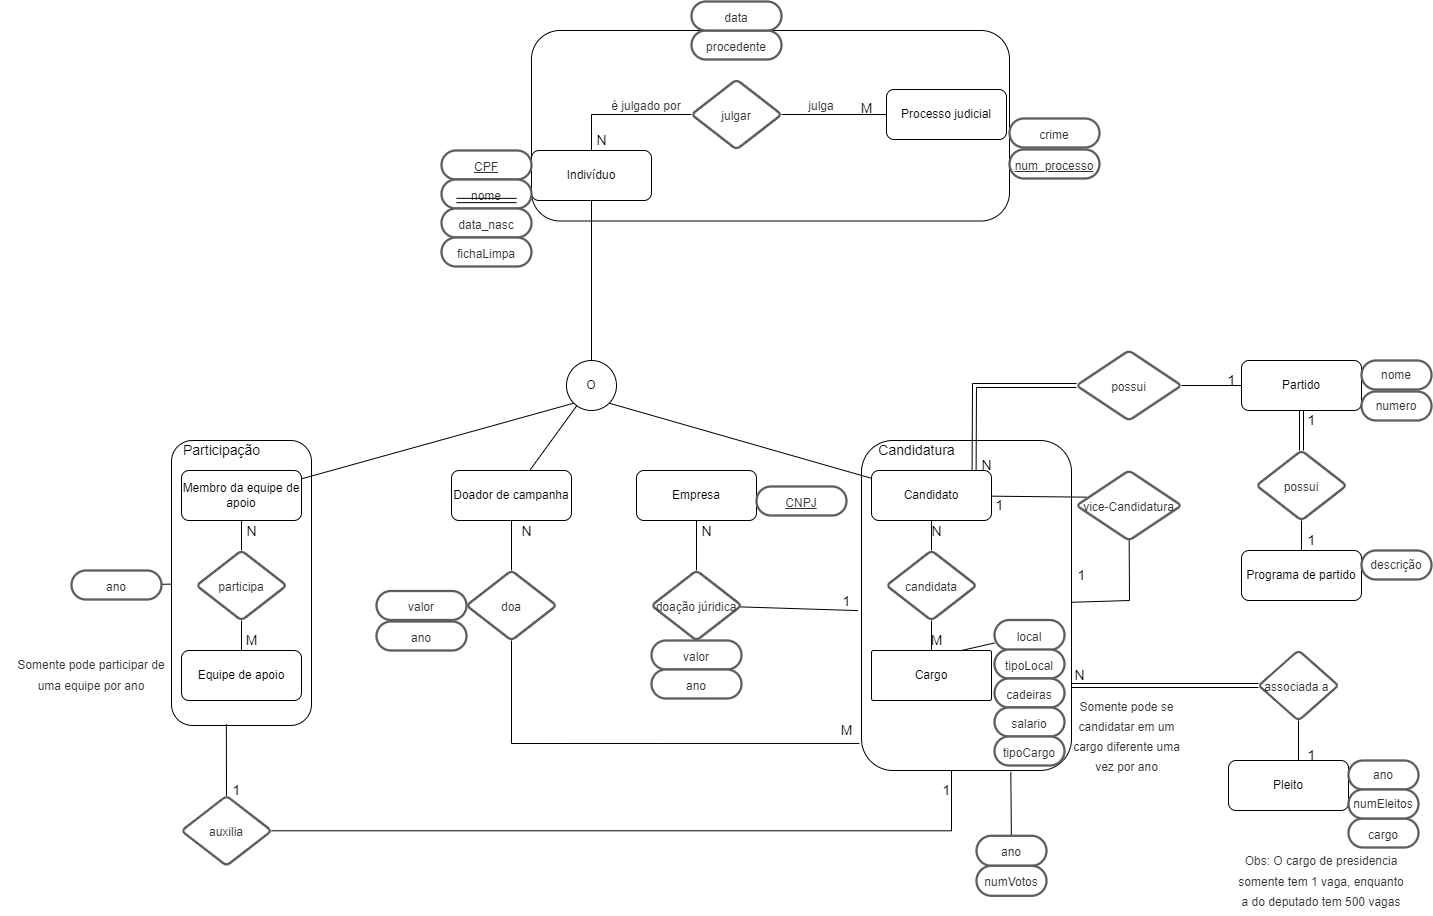 data
procedente
é julgado por
julgar
julga
M
Processo judicial
crime
num_processo
N
CPF
nome
data_nasc
fichaLimpa
Indivíduo
O
Participação
Membro da equipe de
apoio
N
participa
ano
M
Equipe de apoio
Somente pode participar de
uma equipe por ano
1
auxilia
Doador de campanha
N
doa
valor
ano
M
Empresa
CNPJ
N
doação júridica
1
valor
ano
Candidatura
Candidato
N
1
vice-Candidatura
1
N
candidata
M
Cargo
local
tipoLocal
cadeiras
salario
tipoCargo
1
ano
numVotos
possui
1
Partido
nome
numero
1
possui
1
Programa de partido
descrição
N
associada a
Somente pode se
candidatar em um
cargo diferente uma
vez por ano
1
Pleito
ano
numEleitos
cargo
Obs: O cargo de presidencia
somente tem 1 vaga, enquanto
a do deputado tem 500 vagas